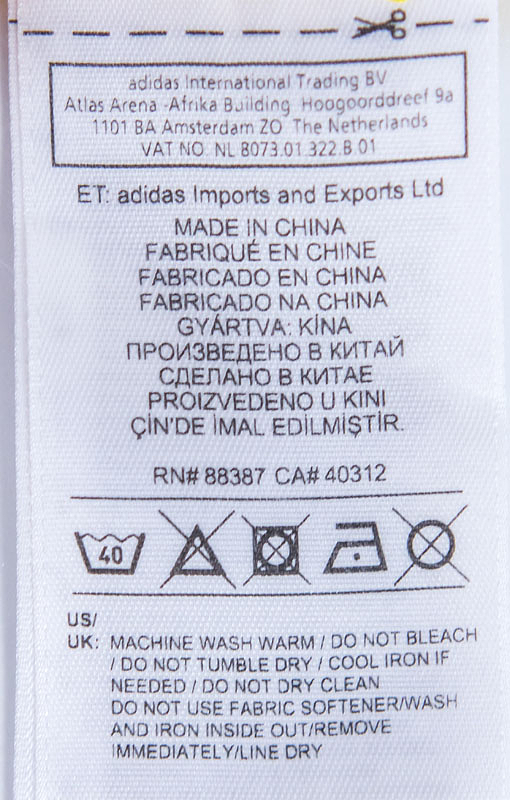 adidas International Trading BV
Atlas Arena -Afrika Building Hoogoorddreef 9a
1101 BA Amsterdam ZO The Netherlands
VAT NO. NL 8073.01.322.B.01
ET: adidas Imports and Exports Ltd
MADE IN CHINA
FABRIQUÉ EN CHINE
FABRICADO EN CHINA
FABRICADO NA CHINA
GYÁRTVA: KÍNA
ПРОИЗВЕДЕНО В КИТАЙ
СДЕЛАНО В КИТАЕ
PROIZVEDENO U KINI
ÇİN'DE İMAL EDİLMİŞTİR.
RN# 88387 CA# 40312
40
US/
UK: MACHINE WASH WARM / DO NOT BLEACH
/ DO NOT TUMBLE DRY / COOL IRON IF
NEEDED / DO NOT DRY CLEAN
DO NOT USE FABRIC SOFTENER/WASH
AND IRON INSIDE OUT/REMOVE
IMMEDIATELY/LINE DRY